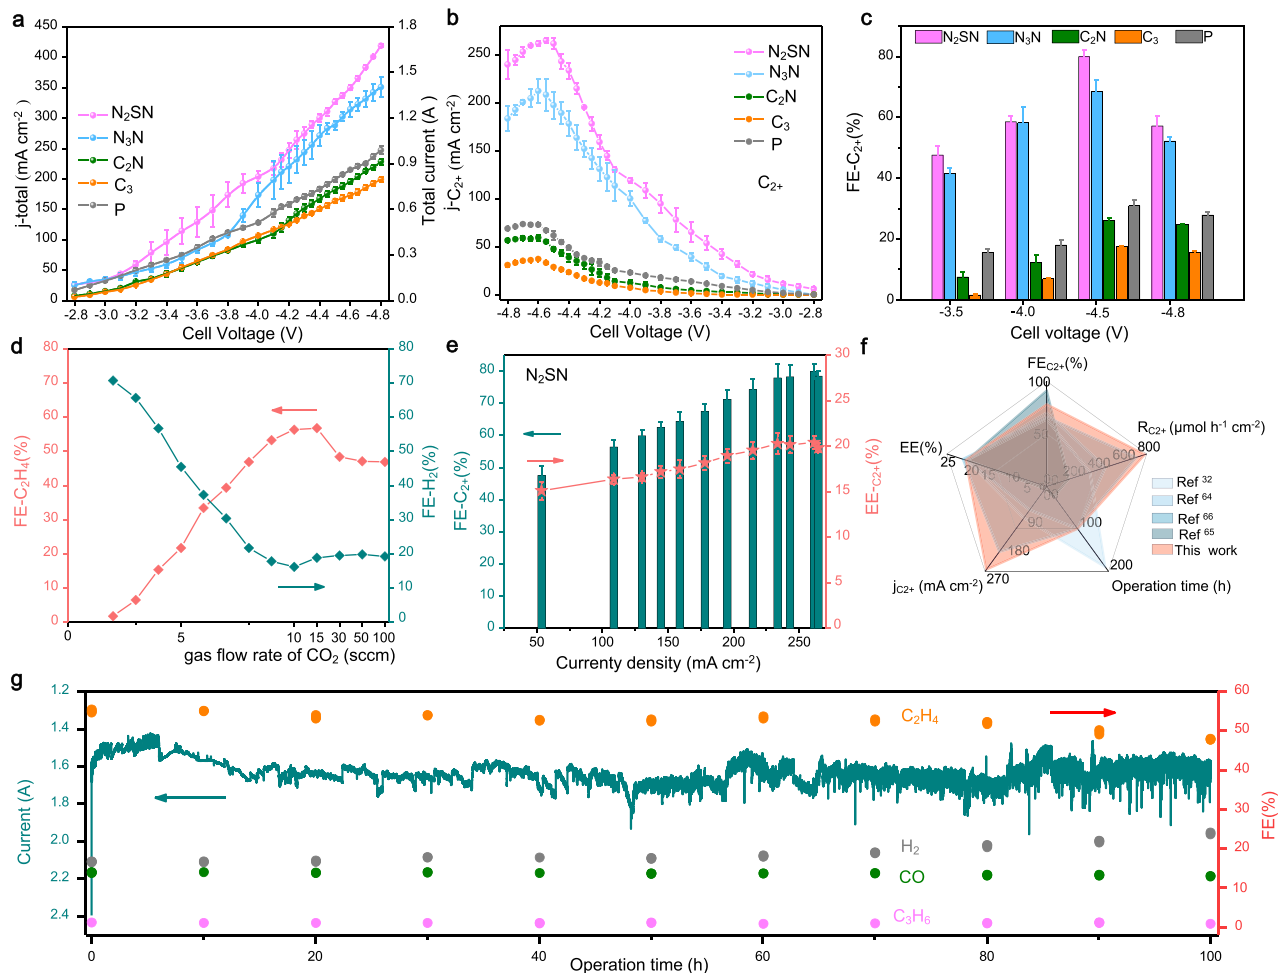 a
j-total (mA cm-2)
450
400
350
300
250
200
150
100
50
0
N2SN
N3N
C2N
C3
P
1.8
1.5
1.2
0.9
0.6
0.3
0.0
Total current (A )
-2.8 -3.0 -3.2 -3.4 -3.6 -3.8 -4.0 -4.2 -4.4 -4.6 -4.8
Cell Voltage (V)
b
j-C2+ (mA cm-2)
250
200
150
100
50
0
N2SN
N3N
C2N
C3
P
C2+
-4.8 -4.6 -4.4 -4.2 -4.0 -3.8 -3.6 -3.4 -3.2 -3.0 -2.8
Cell Voltage (V)
c
FE-C2+(%)
80
60
40
20
0
N2SN N3N C2N C3 P
-3.5 -4.0 -4.5 -4.8
Cell voltage (V)
d
FE-C2H4(%)
80
70
60
50
40
30
20
10
0
80
70
60
50
40
30
20
10
0
FE-H2(%)
0 5 10 15 30 50 100
gas flow rate of CO2 (sccm)
e
N2SN
FE-C2+(%)
80
70
60
50
40
30
20
10
0
30
25
20
15
10
5
0
EE-C2+(%)
50 100 150 200 250
Currenty density (mA cm-2)
f
FEC2+(%)
100
50
RC2+ (μmol h-1 cm-2)
200 400 600 800
EE(%)
25 20 15 10 5
90
180
270
jC2+ (mA cm-2)
100
200
Operation time (h)
Ref 32
Ref 64
Ref 66
Ref 65
This work
g
Current (A)
1.2
1.4
1.6
1.8
2.0
2.2
2.4
C2H4
H2
CO
C3H6
60
50
40
30
20
10
0
FE(%)
0 20 40 60 80 100
Operation time (h)